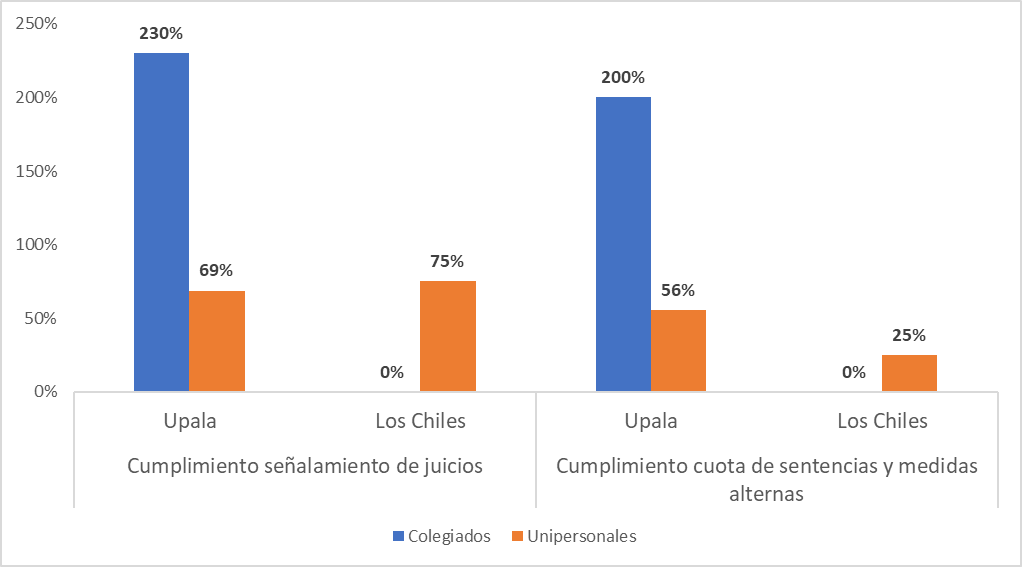 250%
200%
150%
100%
50%
0%
230%
69%
0%
75%
200%
56%
0%
25%
Upala
Los Chiles
Upala
Los Chiles
Cumplimiento señalamiento de juicios
Cumplimiento cuota de sentencias y medidas
alternas
Colegiados
Unipersonales